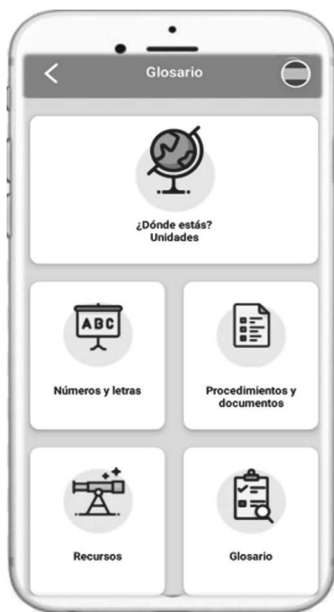 Glosario
¿Dónde estás?
Unidades
ABC
Números y letras
Procedimientos y
documentos
Recursos
Glosario